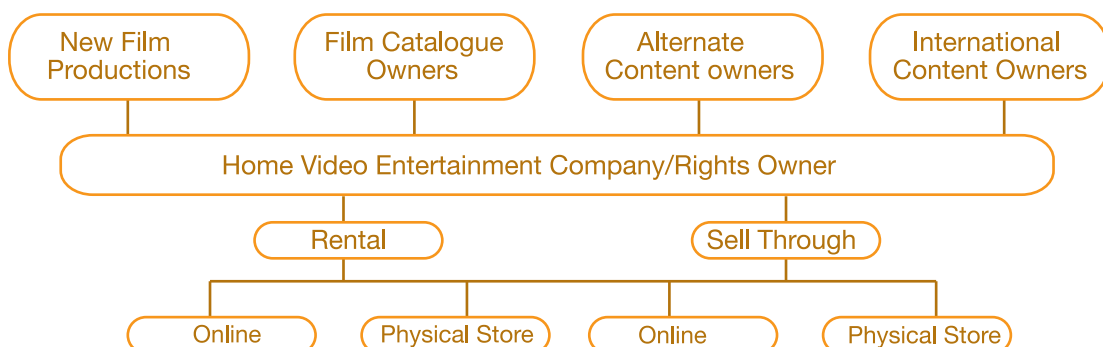 New Film
Productions
Film Catalogue
Owners
Alternate
Content owners
International
Content Owners
Home Video Entertainment Company/Rights Owner
Rental
Sell Through
Online
Physical Store
Online
Physical Store